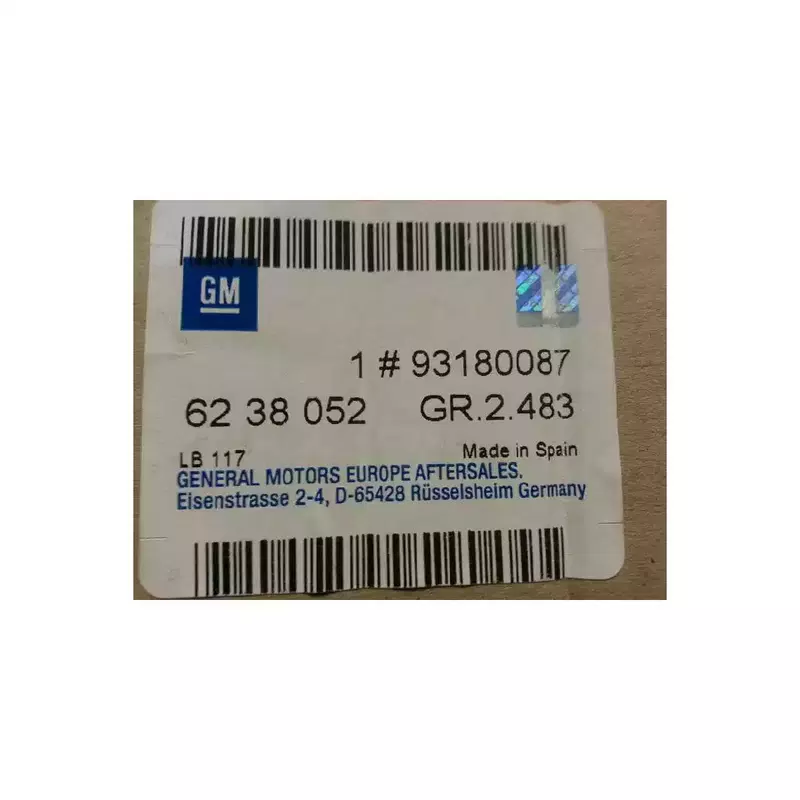 GM
1 # 93180087
62 38 052 GR.2.483
LB 117 Made in Spain
GENERAL MOTORS EUROPE AFTERSALES.
Eisenstrasse 2-4, D-65428 Rüsselsheim Germany